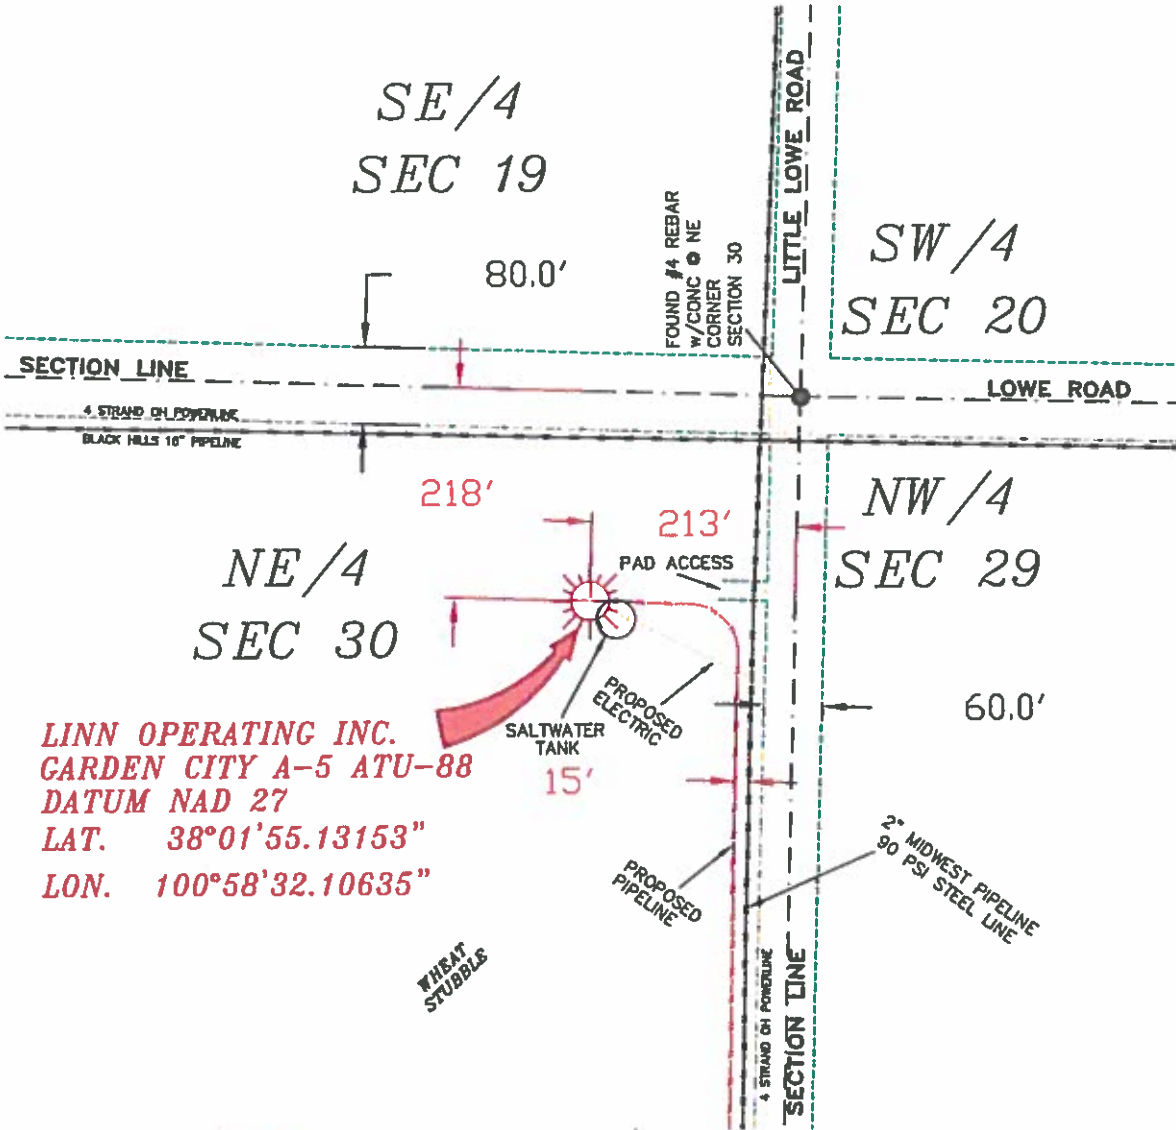 SE/4
SEC 19
80.0'
FOUND #4 REBAR
w/CONC @ NE
CORNER
SECTION 30
LITTLE LOWE ROAD
SW/4
SEC 20
SECTION LINE
LOWE ROAD
4 STRAND OH POWERLINE
BLACK HILLS 16" PIPELINE
218'
213'
NW/4
SEC 29
PAD ACCESS
NE/4
SEC 30
PROPOSED
ELECTRIC
60.0'
SALTWATER
TANK
15'
LINN OPERATING INC.
GARDEN CITY A-5 ATU-88
DATUM NAD 27
LAT. 38°01'55.13153"
LON. 100°58'32.10635"
PROPOSED
PIPELINE
2" MIDWEST PIPELINE
90 PSI STEEL LINE
WHEAT
STUBBLE
4 STRAND OH POWERLINE
SECTION LINE